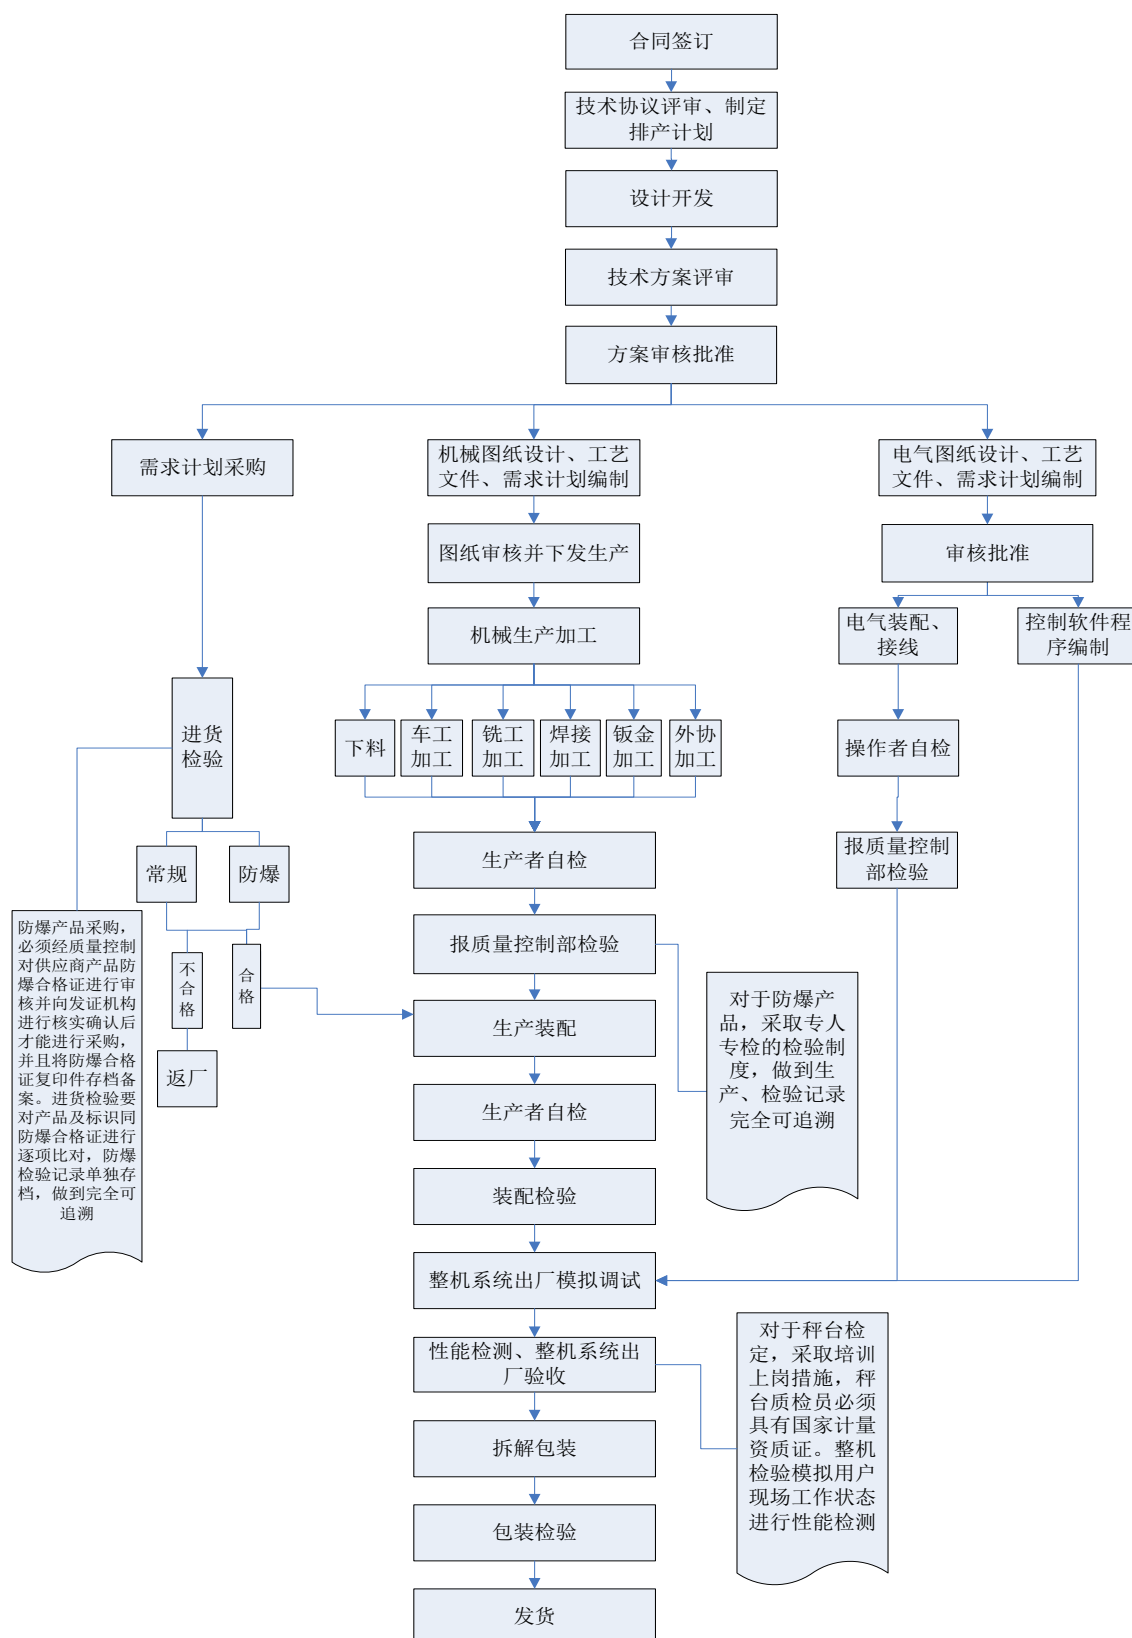 合同签订
技术协议评审、制定
排产计划
设计开发
技术方案评审
方案审核批准
需求计划采购
机械图纸设计、工艺
文件、需求计划编制
电气图纸设计、工艺
文件、需求计划编制
图纸审核并下发生产
审核批准
机械生产加工
电气装配、
接线
控制软件程
序编制
进货
检验
下料
车工
加工
铣工
加工
焊接
加工
钣金
加工
外协
加工
操作者自检
常规
防爆
生产者自检
报质量控制
部检验
防爆产品采购，
必须经质量控制
对供应商产品防
爆合格证进行审
核并向发证机构
进行核实确认后
才能进行采购，
并且将防爆合格
证复印件存档备
案。进货检验要
对产品及标识同
防爆合格证进行
逐项比对，防爆
检验记录单独存
档，做到完全可
追溯
不
合
格
合
格
返厂
报质量控制部检验
对于防爆产
品，采取专人
专检的检验制
度，做到生
产、检验记录
完全可追溯
生产装配
生产者自检
装配检验
整机系统出厂模拟调试
性能检测、整机系统出
厂验收
对于秤台检
定，采取培训
上岗措施，秤
台质检员必须
具有国家计量
资质证。整机
检验模拟用户
现场工作状态
进行性能检测
拆解包装
包装检验
发货